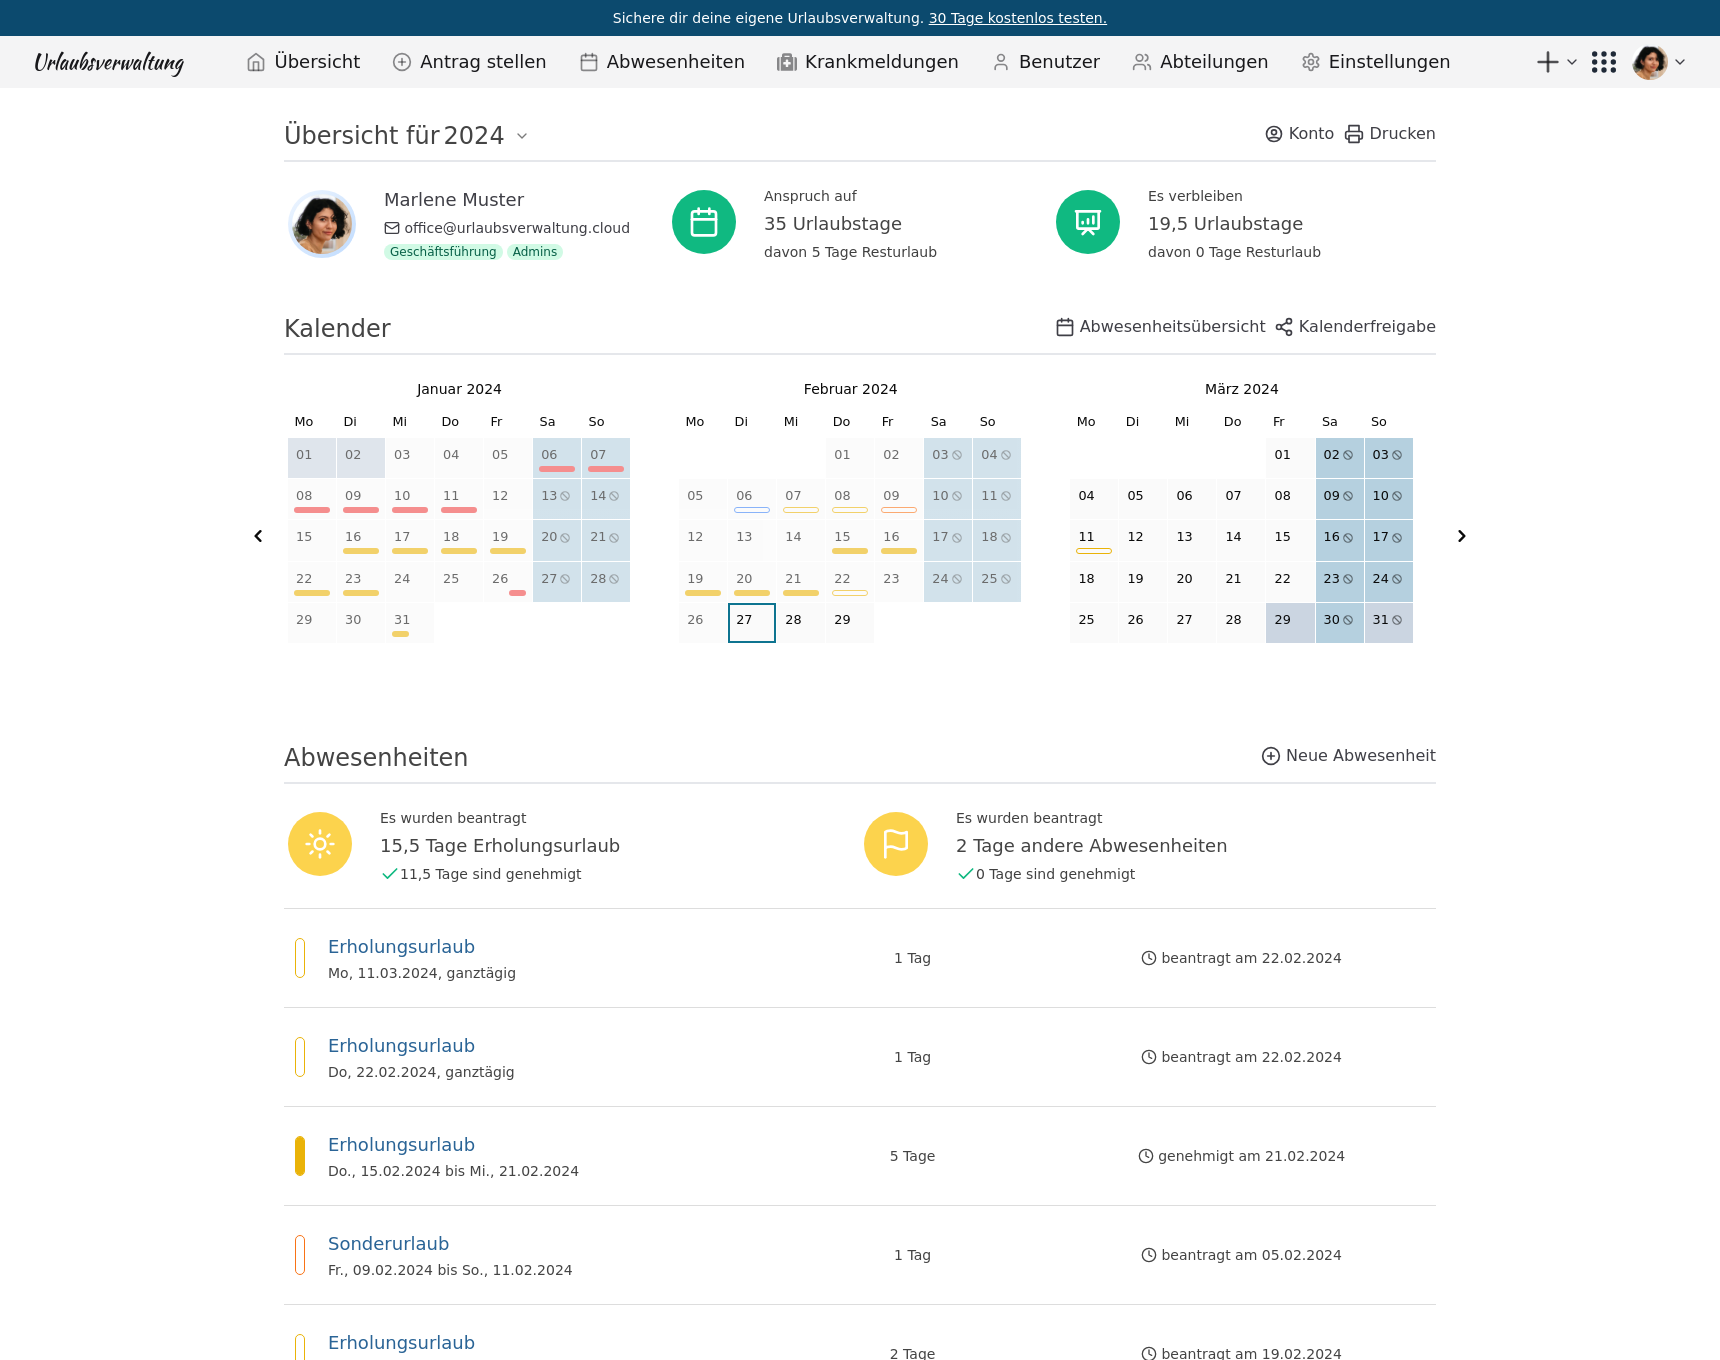 Sichere dir deine eigene Urlaubsverwaltung. 30 Tage kostenlos testen.
Urlaubsverwaltung Übersicht Antrag stellen Abwesenheiten Krankmeldungen Benutzer Abteilungen Einstellungen
Übersicht für 2024 Konto Drucken
Marlene Muster
office@urlaubsverwaltung.cloud
Geschäftsführung Admins
Anspruch auf
35 Urlaubstage
davon 5 Tage Resturlaub
Es verbleiben
19,5 Urlaubstage
davon 0 Tage Resturlaub
Kalender Abwesenheitsübersicht Kalenderfreigabe
Januar 2024
Mo Di Mi Do Fr Sa So
01 02 03 04 05 06 07
08 09 10 11 12 13 14
15 16 17 18 19 20 21
22 23 24 25 26 27 28
29 30 31
Februar 2024
Mo Di Mi Do Fr Sa So
01 02 03 04
05 06 07 08 09 10 11
12 13 14 15 16 17 18
19 20 21 22 23 24 25
26 27 28 29
März 2024
Mo Di Mi Do Fr Sa So
01 02 03
04 05 06 07 08 09 10
11 12 13 14 15 16 17
18 19 20 21 22 23 24
25 26 27 28 29 30 31
Abwesenheiten Neue Abwesenheit
Es wurden beantragt
15,5 Tage Erholungsurlaub
11,5 Tage sind genehmigt
Es wurden beantragt
2 Tage andere Abwesenheiten
0 Tage sind genehmigt
Erholungsurlaub
Mo, 11.03.2024, ganztägig
1 Tag
beantragt am 22.02.2024
Erholungsurlaub
Do, 22.02.2024, ganztägig
1 Tag
beantragt am 22.02.2024
Erholungsurlaub
Do., 15.02.2024 bis Mi., 21.02.2024
5 Tage
genehmigt am 21.02.2024
Sonderurlaub
Fr., 09.02.2024 bis So., 11.02.2024
1 Tag
beantragt am 05.02.2024
Erholungsurlaub
2 Tage
beantragt am 19.02.2024